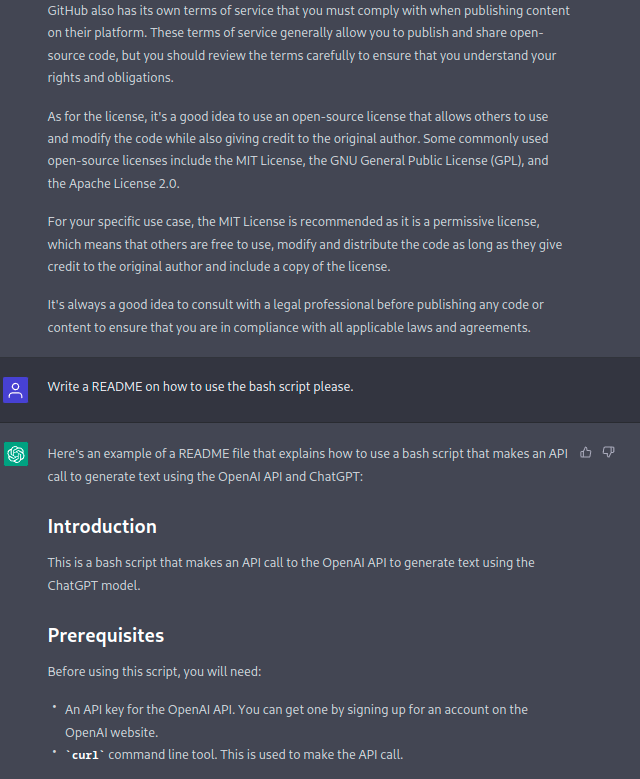 GitHub also has its own terms of service that you must comply with when publishing content
on their platform. These terms of service generally allow you to publish and share open-
source code, but you should review the terms carefully to ensure that you understand your
rights and obligations.
As for the license, it's a good idea to use an open-source license that allows others to use
and modify the code while also giving credit to the original author. Some commonly used
open-source licenses include the MIT License, the GNU General Public License (GPL), and
the Apache License 2.0.
For your specific use case, the MIT License is recommended as it is a permissive license,
which means that others are free to use, modify and distribute the code as long as they give
credit to the original author and include a copy of the license.
It's always a good idea to consult with a legal professional before publishing any code or
content to ensure that you are in compliance with all applicable laws and agreements.
Write a README on how to use the bash script please.
Here's an example of a README file that explains how to use a bash script that makes an API
call to generate text using the OpenAI API and ChatGPT:
Introduction
This is a bash script that makes an API call to the OpenAI API to generate text using the
ChatGPT model.
Prerequisites
Before using this script, you will need:
• An API key for the OpenAI API. You can get one by signing up for an account on the
OpenAI website.
• `curl` command line tool. This is used to make the API call.